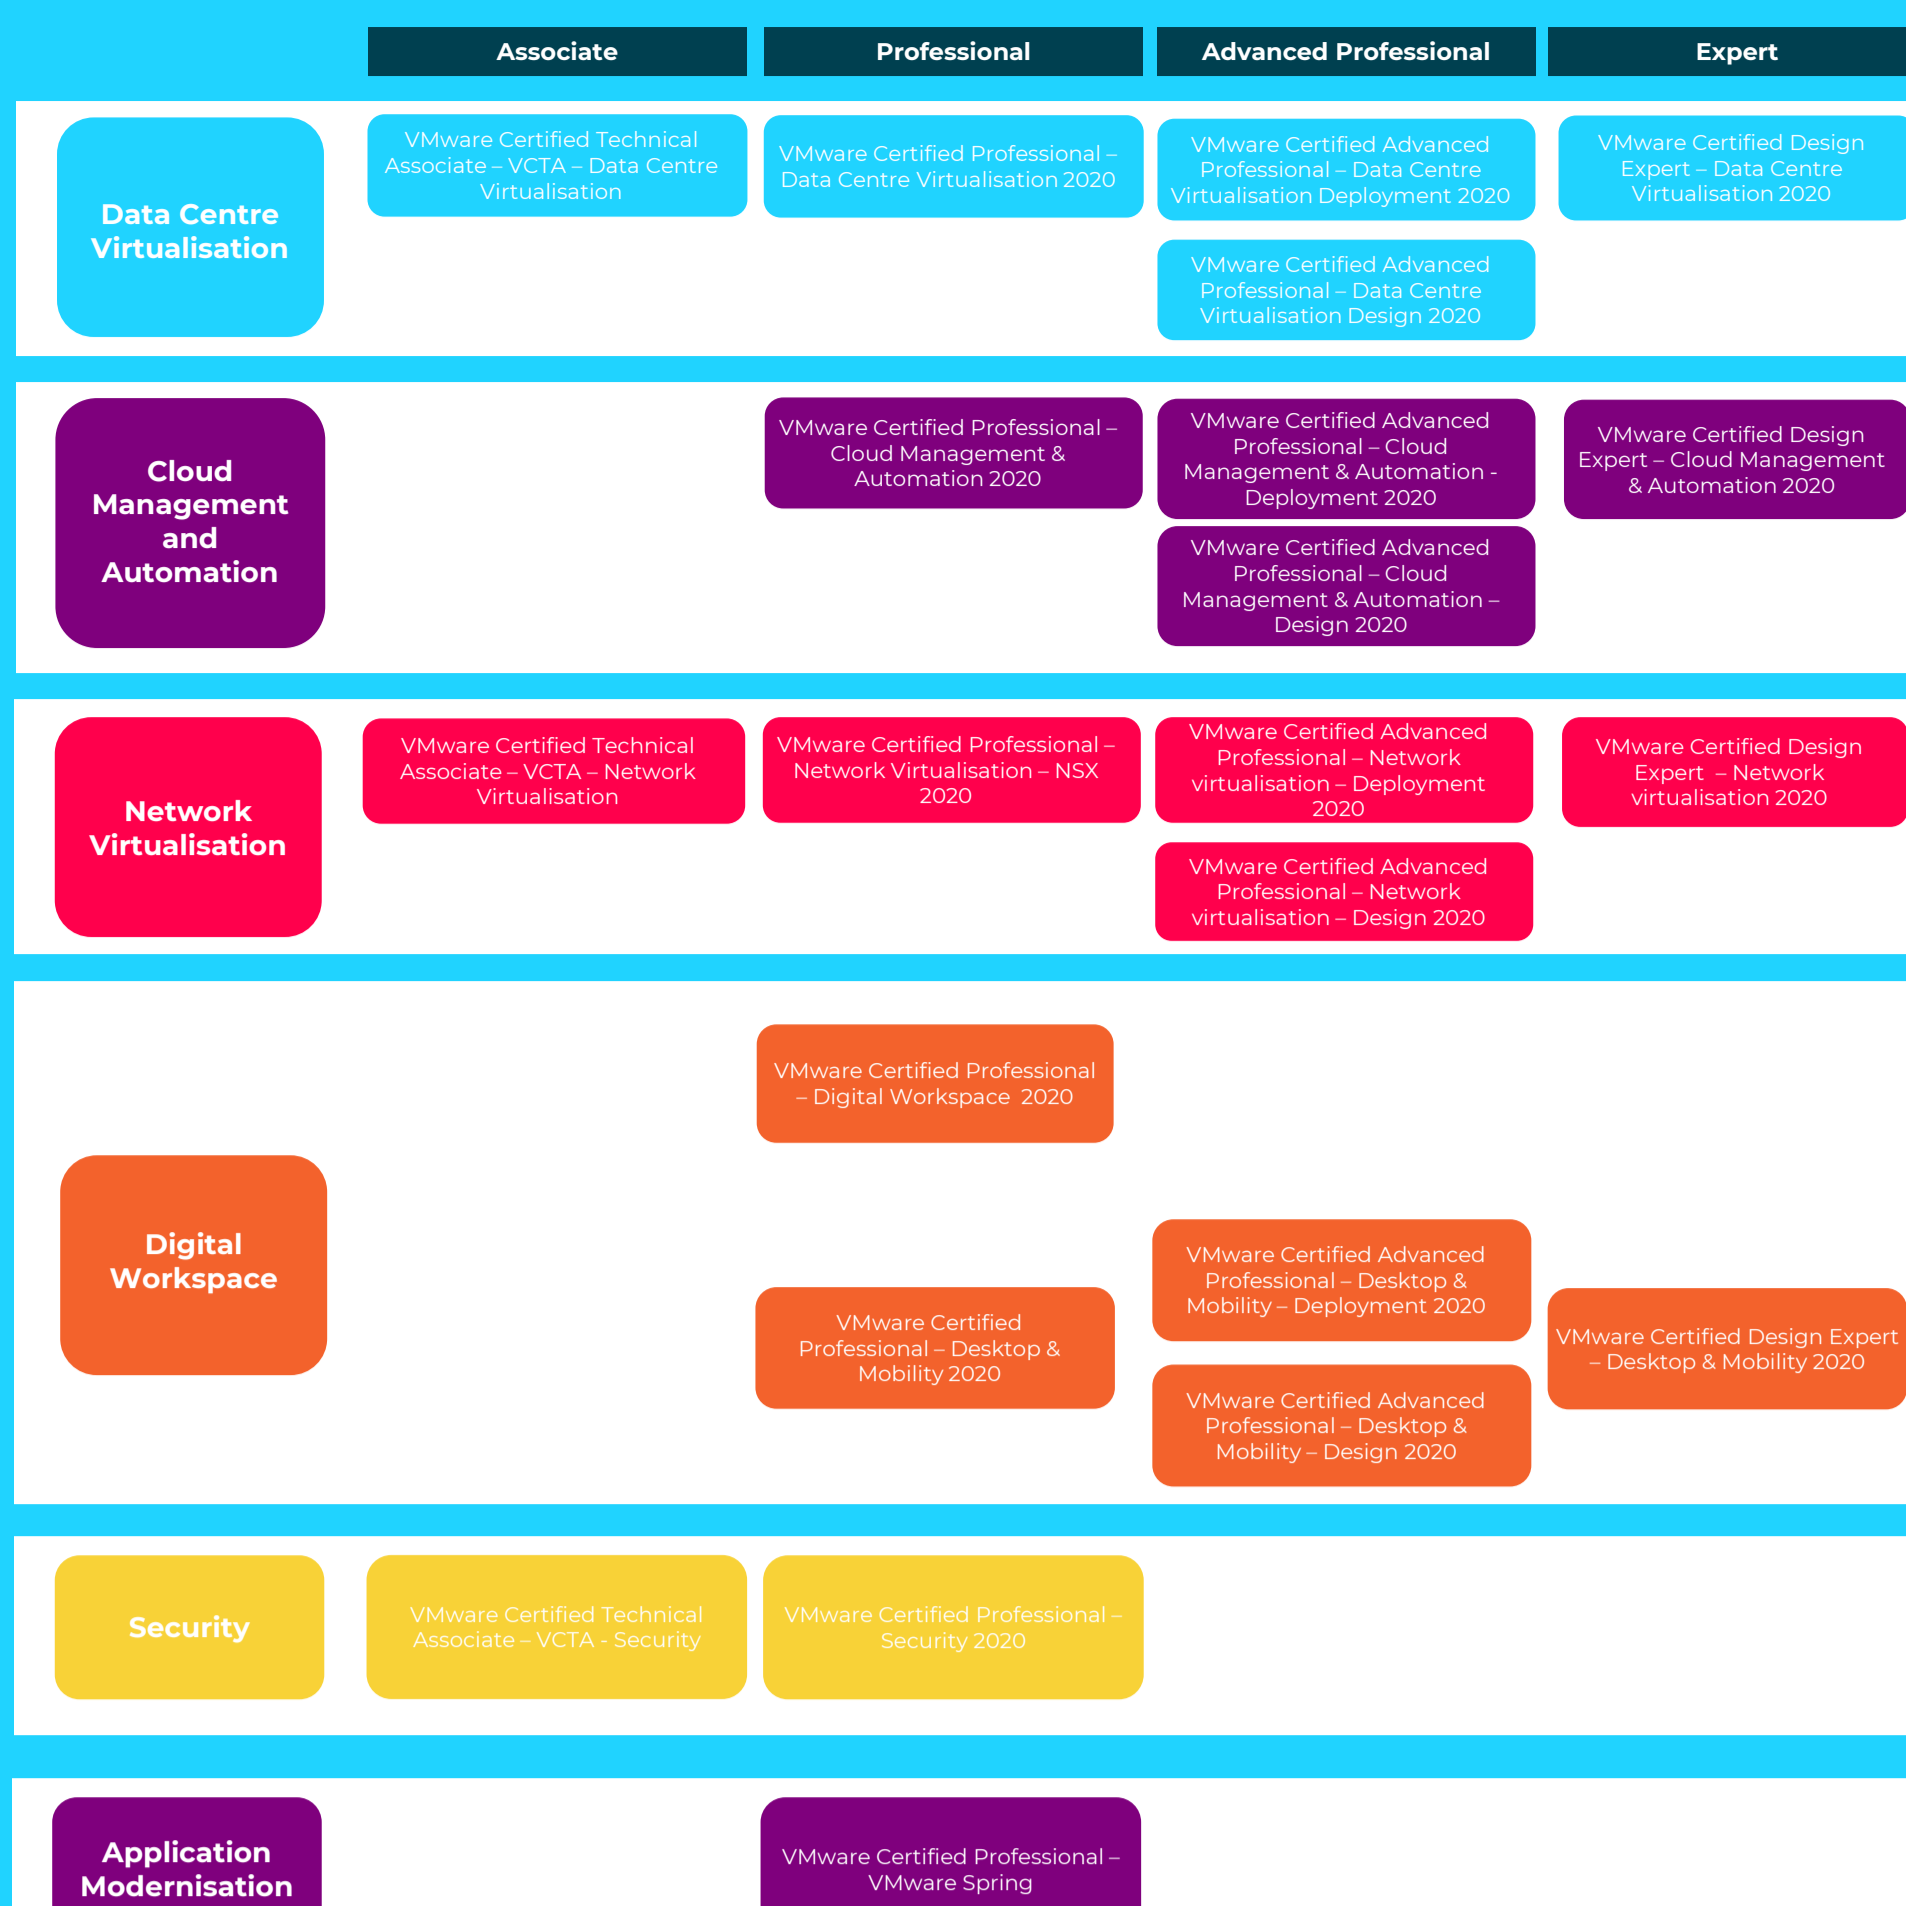 Associate
Professional
Advanced Professional
Expert
Data Centre
Virtualisation
VMware Certified Technical
Associate – VCTA – Data Centre
Virtualisation
VMware Certified Professional –
Data Centre Virtualisation 2020
VMware Certified Advanced
Professional – Data Centre
Virtualisation Deployment 2020
VMware Certified Advanced
Professional – Data Centre
Virtualisation Design 2020
VMware Certified Design
Expert – Data Centre
Virtualisation 2020
Cloud
Management
and
Automation
VMware Certified Professional –
Cloud Management &
Automation 2020
VMware Certified Advanced
Professional – Cloud
Management & Automation -
Deployment 2020
VMware Certified Advanced
Professional – Cloud
Management & Automation –
Design 2020
VMware Certified Design
Expert – Cloud Management
& Automation 2020
Network
Virtualisation
VMware Certified Technical
Associate – VCTA – Network
Virtualisation
VMware Certified Professional –
Network Virtualisation – NSX
2020
VMware Certified Advanced
Professional – Network
virtualisation – Deployment
2020
VMware Certified Advanced
Professional – Network
virtualisation – Design 2020
VMware Certified Design
Expert – Network
virtualisation 2020
Digital
Workspace
VMware Certified Professional
– Digital Workspace 2020
VMware Certified
Professional – Desktop &
Mobility 2020
VMware Certified Advanced
Professional – Desktop &
Mobility – Deployment 2020
VMware Certified Advanced
Professional – Desktop &
Mobility – Design 2020
VMware Certified Design Expert
– Desktop & Mobility 2020
Security
VMware Certified Technical
Associate – VCTA - Security
VMware Certified Professional –
Security 2020
Application
Modernisation
VMware Certified Professional –
VMware Spring